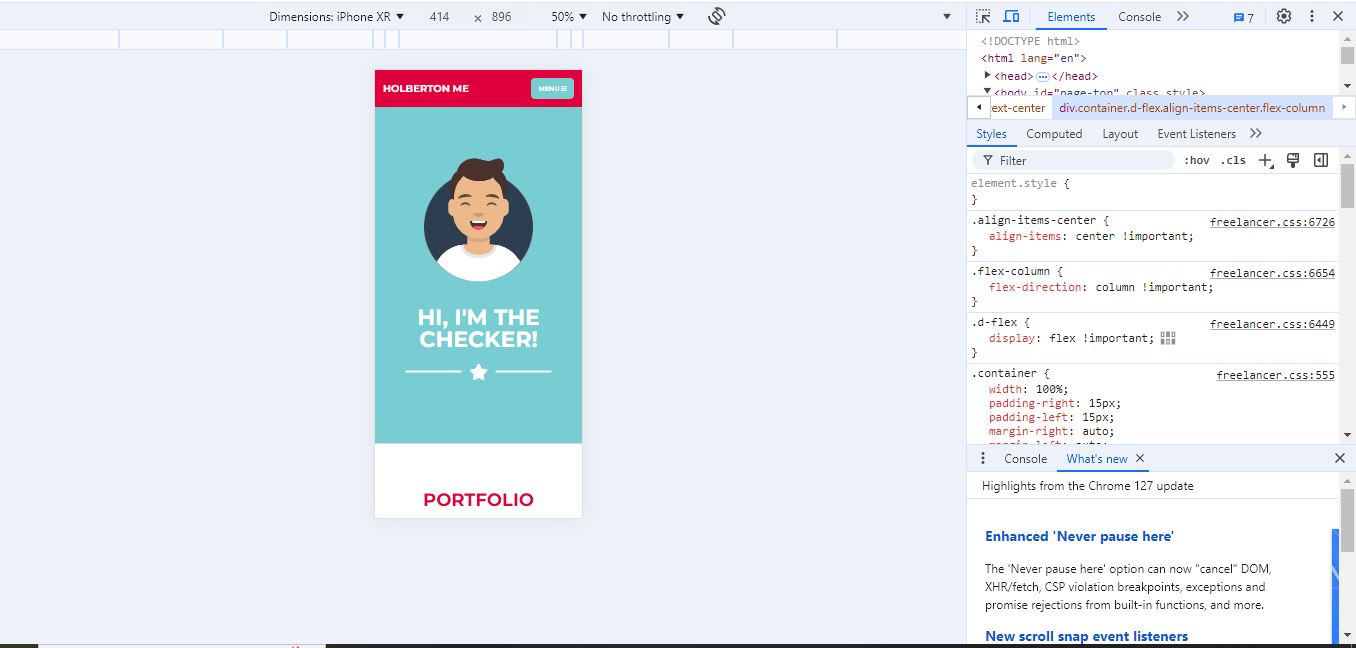 Dimensions: iPhone XR 414 x 896 50% No throttling
HOLBERTON ME MENU
HI, I'M THE
CHECKER!
PORTFOLIO
Elements Console 7
<!DOCTYPE html>
<html lang="en">
<head> </head>
<body id="page-top" class style>
ext-center div.container.d-flex.align-items-center.flex-column
Styles Computed Layout Event Listeners
Filter :hov .cls
element.style {
}
.align-items-center { freelancer.css:6726
align-items: center !important;
}
.flex-column { freelancer.css:6654
flex-direction: column !important;
}
.d-flex { freelancer.css:6449
display: flex !important;
}
.container { freelancer.css:555
width: 100%;
padding-right: 15px;
padding-left: 15px;
margin-right: auto;
margin-left: auto;
Console What's new
Highlights from the Chrome 127 update
Enhanced 'Never pause here'
The 'Never pause here' option can now "cancel" DOM,
XHR/fetch, CSP violation breakpoints, exceptions and
promise rejections from built-in functions, and more.
New scroll snap event listeners